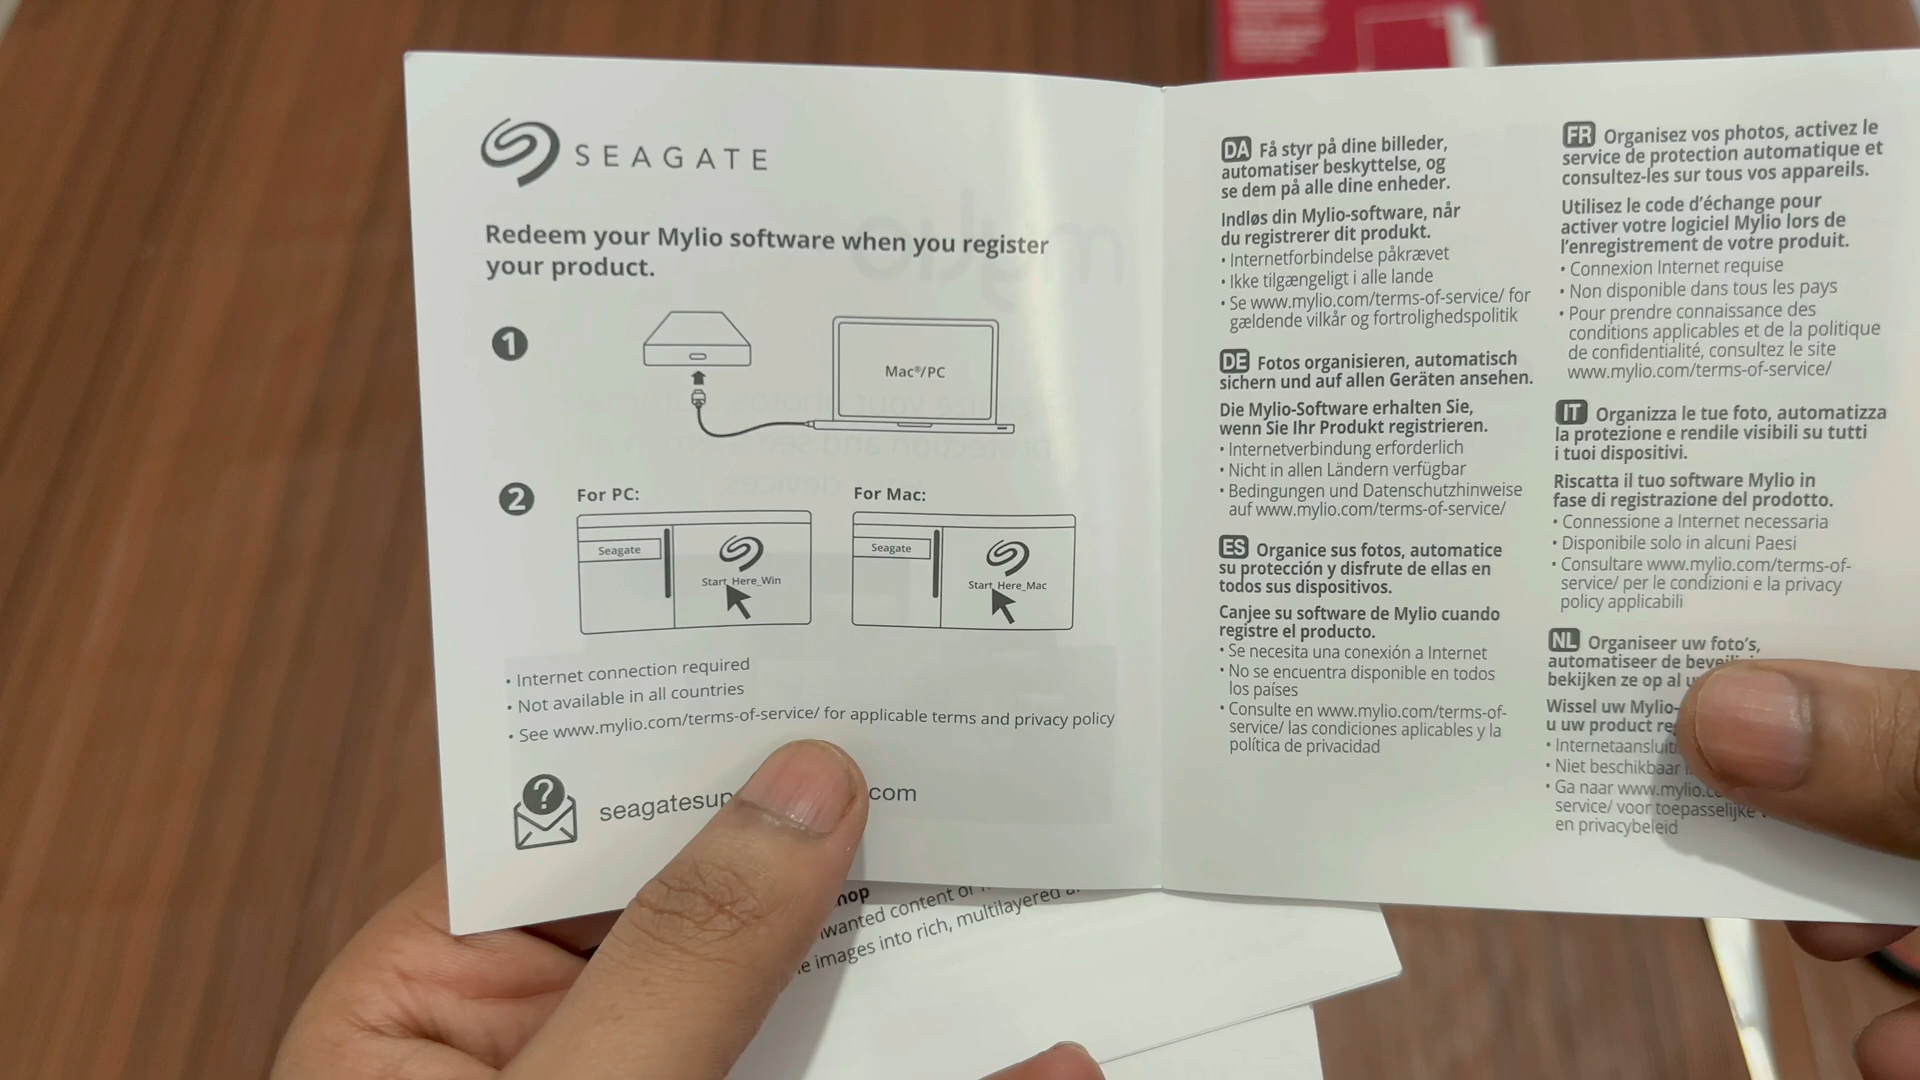 SEAGATE
Redeem your Mylio software when you register
your product.
1
Mac®/PC
2
For PC:
For Mac:
Seagate
Start_Here_Win
Seagate
Start_Here_Mac
• Internet connection required
• Not available in all countries
• See www.mylio.com/terms-of-service/ for applicable terms and privacy policy
?
com
DA Få styr på dine billeder,
automatiser beskyttelse, og
se dem på alle dine enheder.
Indløs din Mylio-software, når
du registrerer dit produkt.
• Internetforbindelse påkrævet
• Ikke tilgængeligt i alle lande
• Se www.mylio.com/terms-of-service/ for
gældende vilkår og fortrolighedspolitik
DE Fotos organisieren, automatisch
sichern und auf allen Geräten ansehen.
Die Mylio-Software erhalten Sie,
wenn Sie Ihr Produkt registrieren.
• Internetverbindung erforderlich
• Nicht in allen Ländern verfügbar
• Bedingungen und Datenschutzhinweise
auf www.mylio.com/terms-of-service/
ES Organice sus fotos, automatice
su protección y disfrute de ellas en
todos sus dispositivos.
Canjee su software de Mylio cuando
registre el producto.
• Se necesita una conexión a Internet
• No se encuentra disponible en todos
los países
• Consulte en www.mylio.com/terms-of-
service/ las condiciones aplicables y la
política de privacidad
FR Organisez vos photos, activez le
service de protection automatique et
consultez-les sur tous vos appareils.
Utilisez le code d’échange pour
activer votre logiciel Mylio lors de
l’enregistrement de votre produit.
• Connexion Internet requise
• Non disponible dans tous les pays
• Pour prendre connaissance des
conditions applicables et de la politique
de confidentialité, consultez le site
www.mylio.com/terms-of-service/
IT Organizza le tue foto, automatizza
la protezione e rendile visibili su tutti
i tuoi dispositivi.
Riscatta il tuo software Mylio in
fase di registrazione del prodotto.
• Connessione a Internet necessaria
• Disponibile solo in alcuni Paesi
• Consultare www.mylio.com/terms-of-
service/ per le condizioni e la privacy
policy applicabili
NL Organiseer uw foto’s,
automatiseer de
bekijken ze op al
Wissel uw Mylio-
u uw product
• Niet beschikbaar
• Ga naar
service/ voor toepasselijke
en privacybeleid
content
images into rich, multilayered